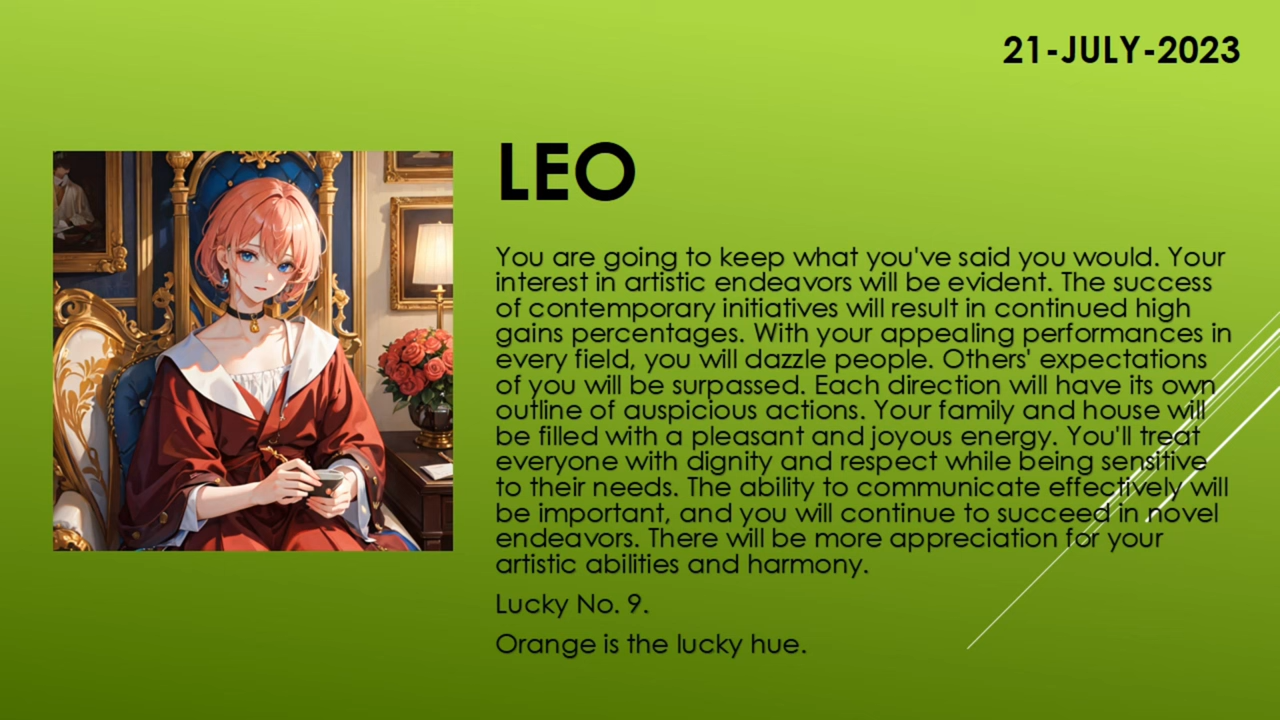 21-JULY-2023
LEO
You are going to keep what you've said you would. Your
interest in artistic endeavors will be evident. The success
of contemporary initiatives will result in continued high
gains percentages. With your appealing performances in
every field, you will dazzle people. Others' expectations
of you will be surpassed. Each direction will have its own
outline of auspicious actions. Your family and house will
be filled with a pleasant and joyous energy. You'll treat
everyone with dignity and respect while being sensitive
to their needs. The ability to communicate effectively will
be important, and you will continue to succeed in novel
endeavors. There will be more appreciation for your
artistic abilities and harmony.
Lucky No. 9.
Orange is the lucky hue.